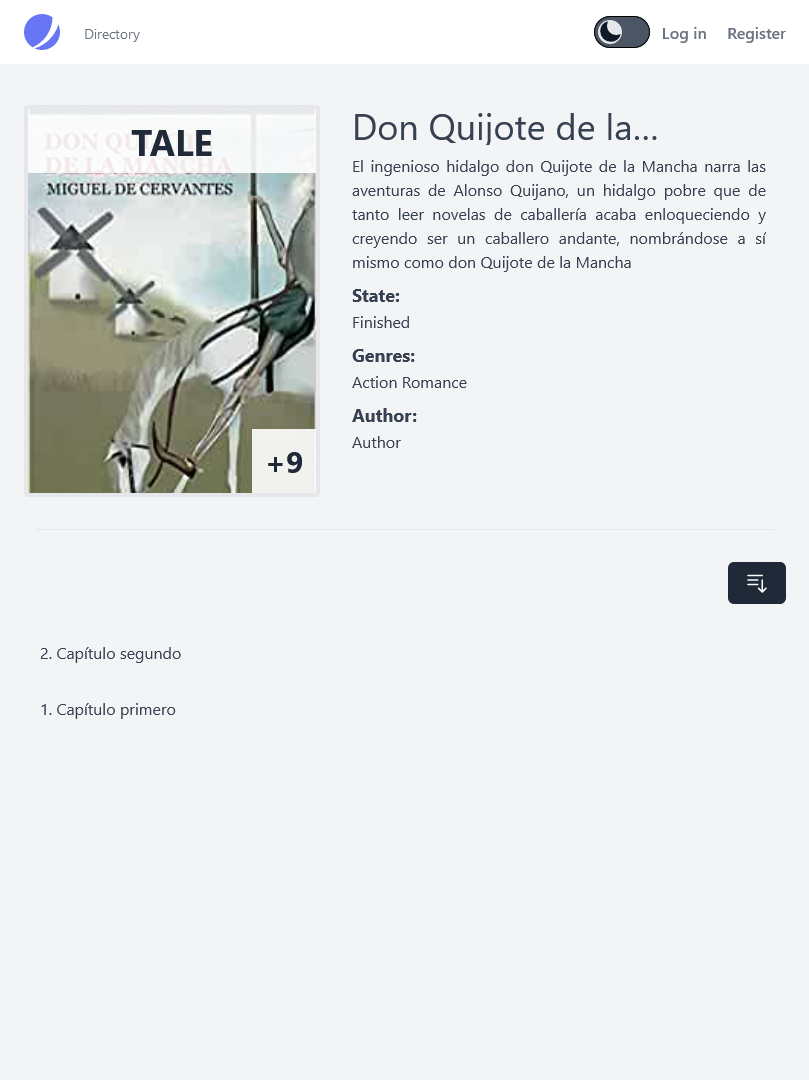 Directory
Log in
Register
TALE
DON QU
DE LA MANCHA
MIGUEL DE CERVANTES
+9
Don Quijote de la...
El ingenioso hidalgo don Quijote de la Mancha narra las
aventuras de Alonso Quijano, un hidalgo pobre que de
tanto leer novelas de caballería acaba enloqueciendo y
creyendo ser un caballero andante, nombrándose a sí
mismo como don Quijote de la Mancha
State:
Finished
Genres:
Action Romance
Author:
Author
2. Capítulo segundo
1. Capítulo primero